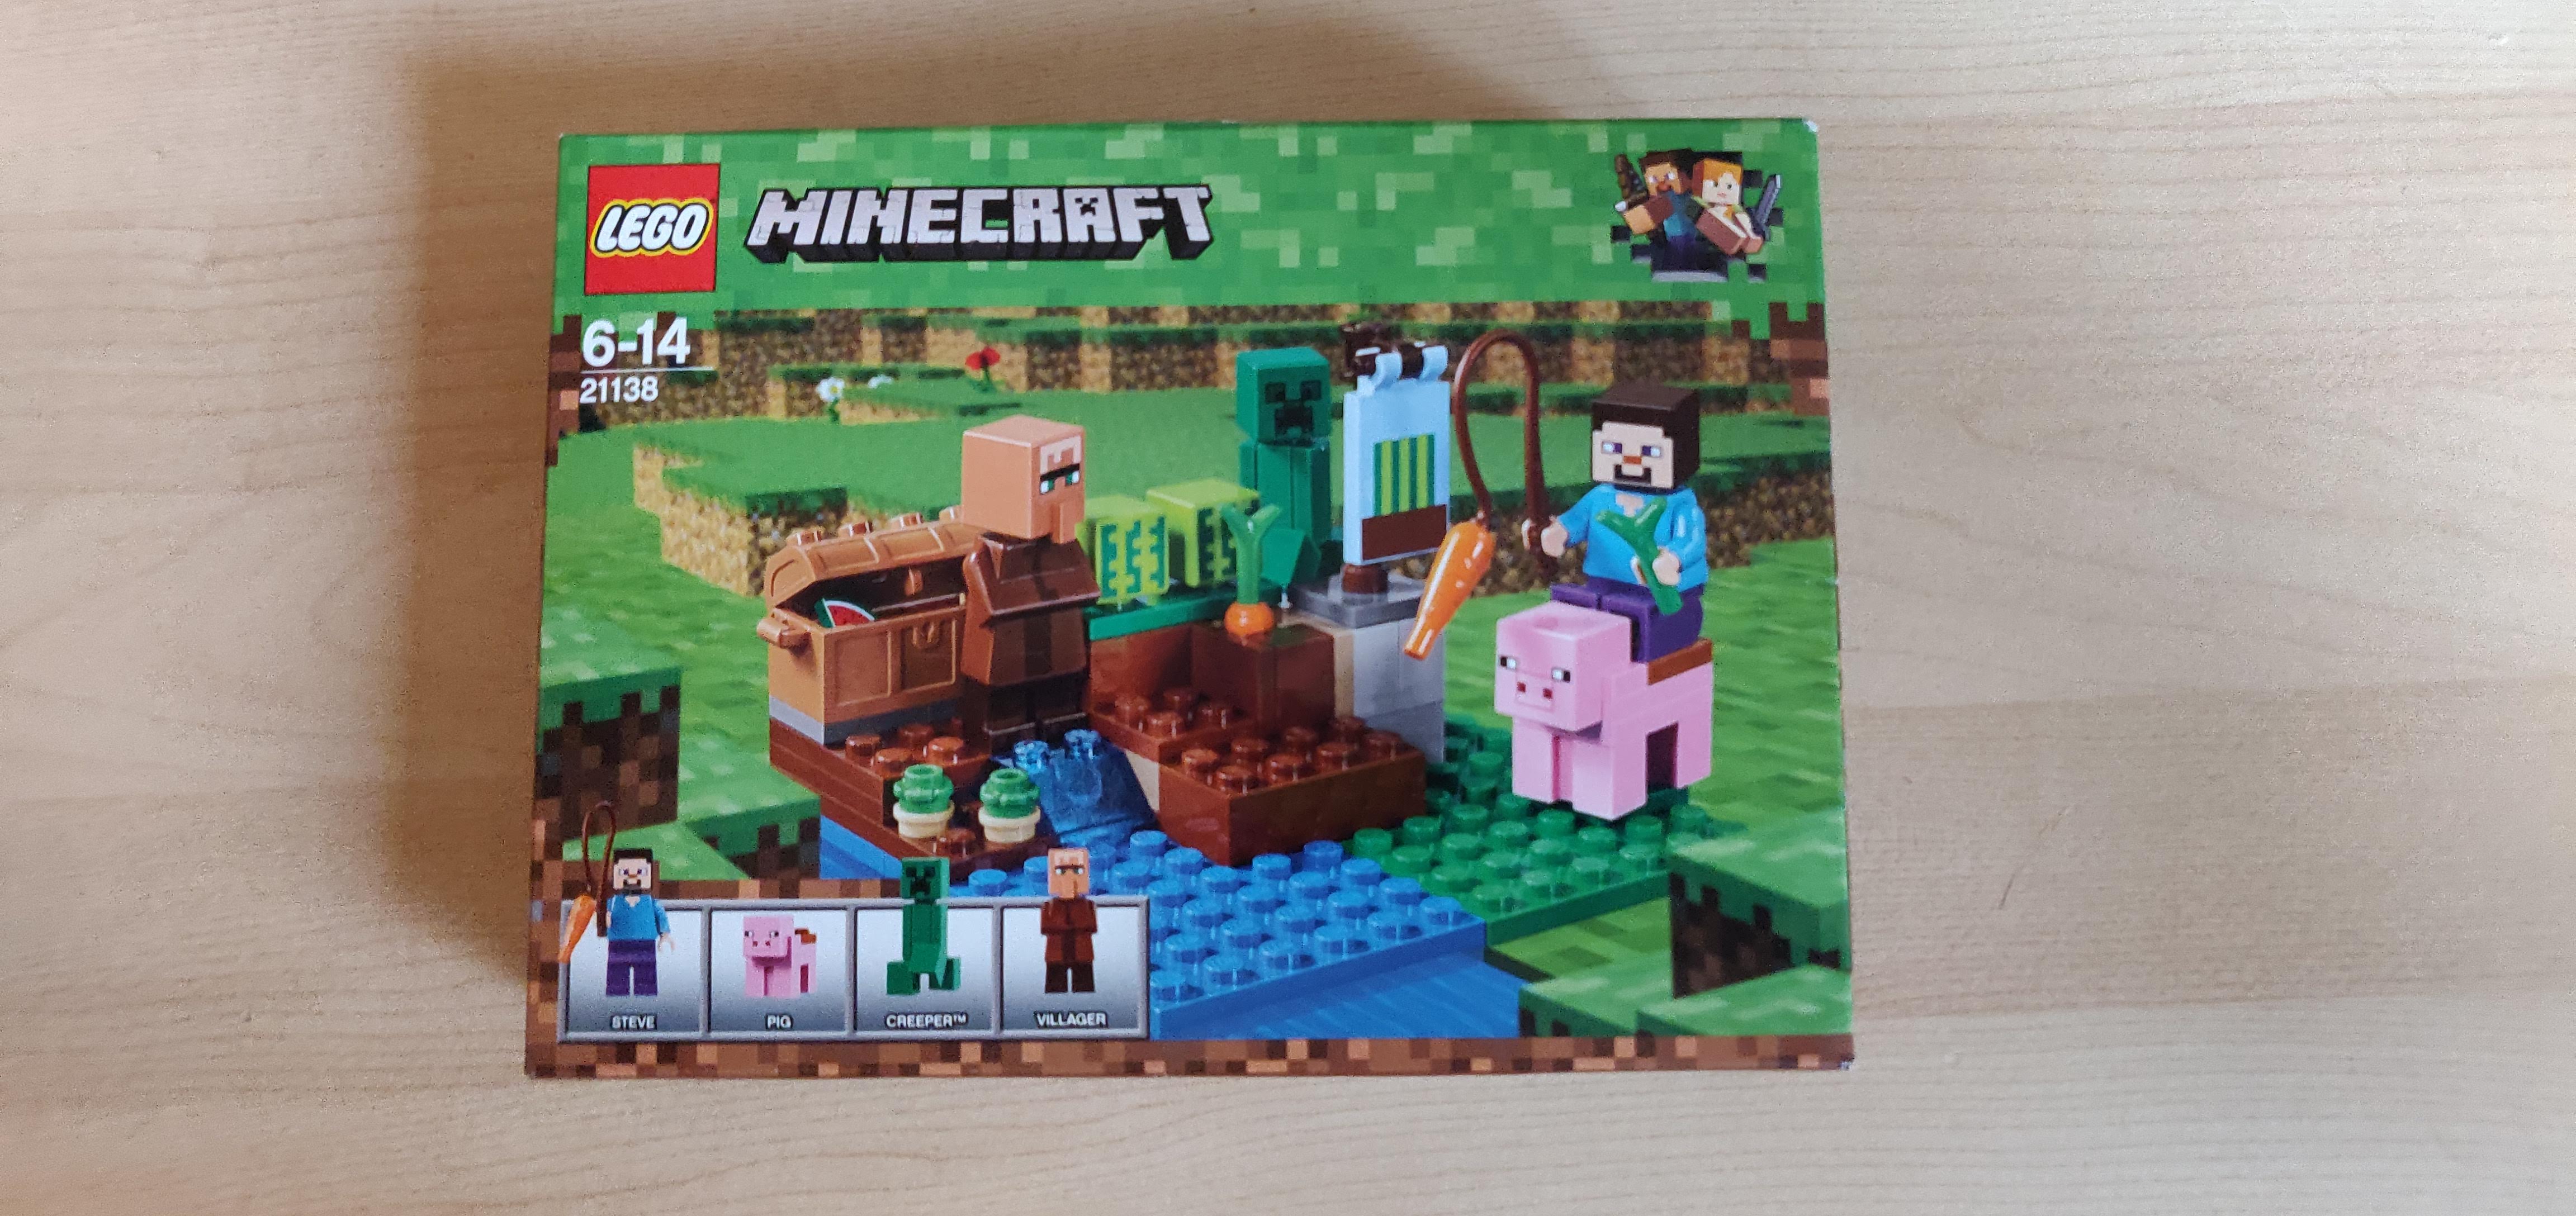 LEGO
MINECRAFT
6-14
21138
STEVE
PIG
CREEPER™
VILLAGER